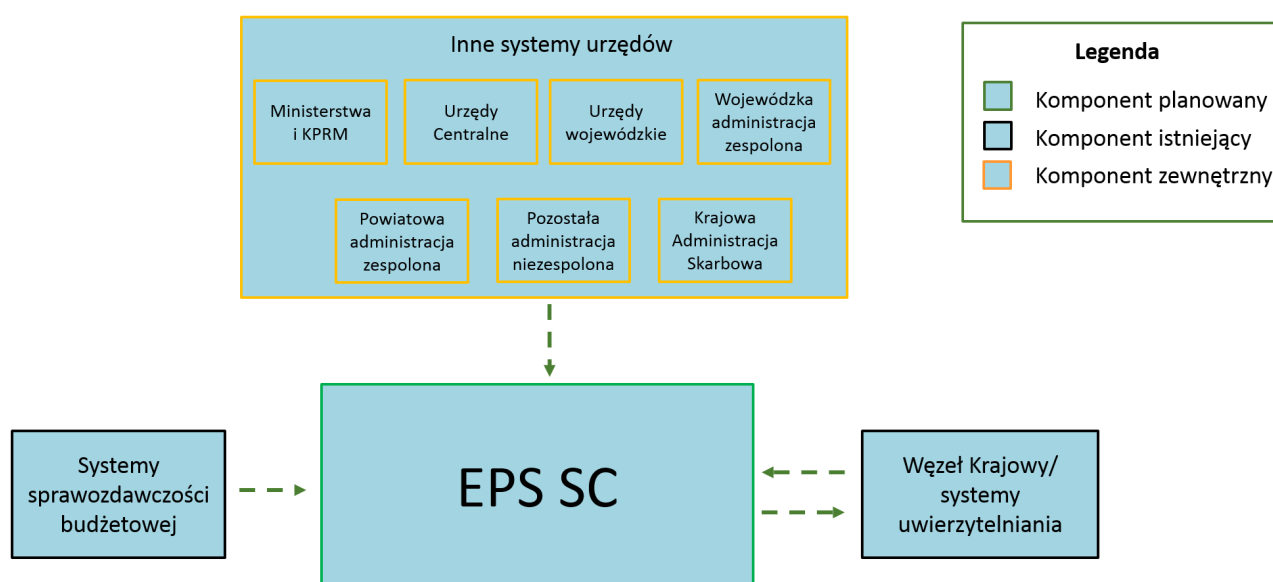 Inne systemy urzędów
Ministerstwa
i KPRM
Urzędy
Centralne
Urzędy
wojewódzkie
Wojewódzka
administracja
zespolona
Powiatowa
administracja
zespolona
Pozostała
administracja
niezespolona
Krajowa
Administracja
Skarbowa
Legenda
Komponent planowany
Komponent istniejący
Komponent zewnętrzny
Systemy
sprawozdawczości
budżetowej
EPS SC
Węzeł Krajowy/
systemy
uwierzytelniania